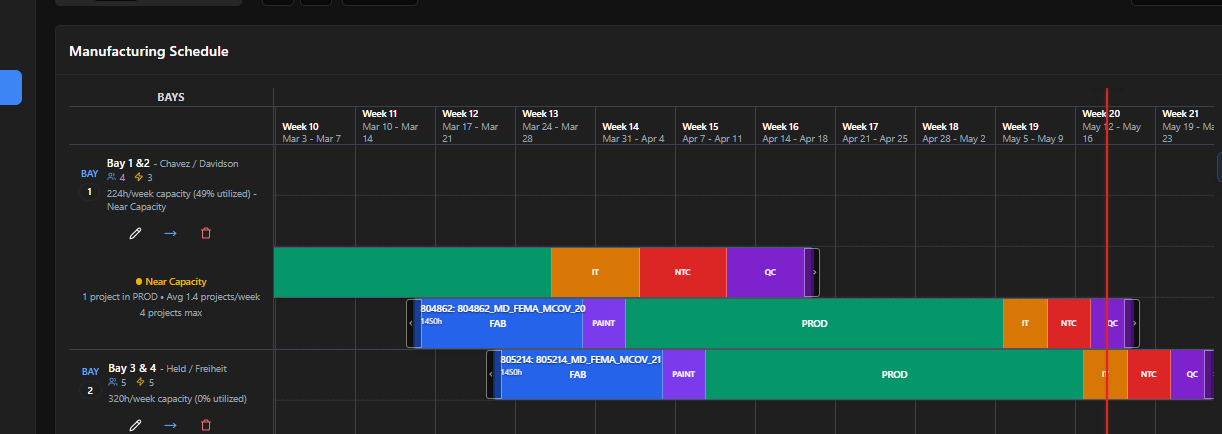 Manufacturing Schedule
BAYS
Week 10
Mar 3 - Mar 7
Week 11
Mar 10 - Mar
14
Week 12
Mar 17 - Mar
21
Week 13
Mar 24 - Mar
28
Week 14
Mar 31 - Apr 4
Week 15
Apr 7 - Apr 11
Week 16
Apr 14 - Apr 18
Week 17
Apr 21 - Apr 25
Week 18
Apr 28 - May 2
Week 19
May 5 - May 9
Week 20
May 12 - May
16
Week 21
May 19 - Ma
23
BAY
1
Bay 1 &2 - Chavez / Davidson
4 3
224h/week capacity (49% utilized) -
Near Capacity
Near Capacity
1 project in PROD • Avg 1.4 projects/week
4 projects max
IT NTC QC
804862: 804862_MD_FEMA_MCOV_20
1450h
FAB PAINT PROD IT NTC QC
BAY
2
Bay 3 & 4 - Held / Freiheit
5 5
320h/week capacity (0% utilized)
805214: 805214_MD_FEMA_MCOV_21
1450h
FAB PAINT PROD IT NTC QC